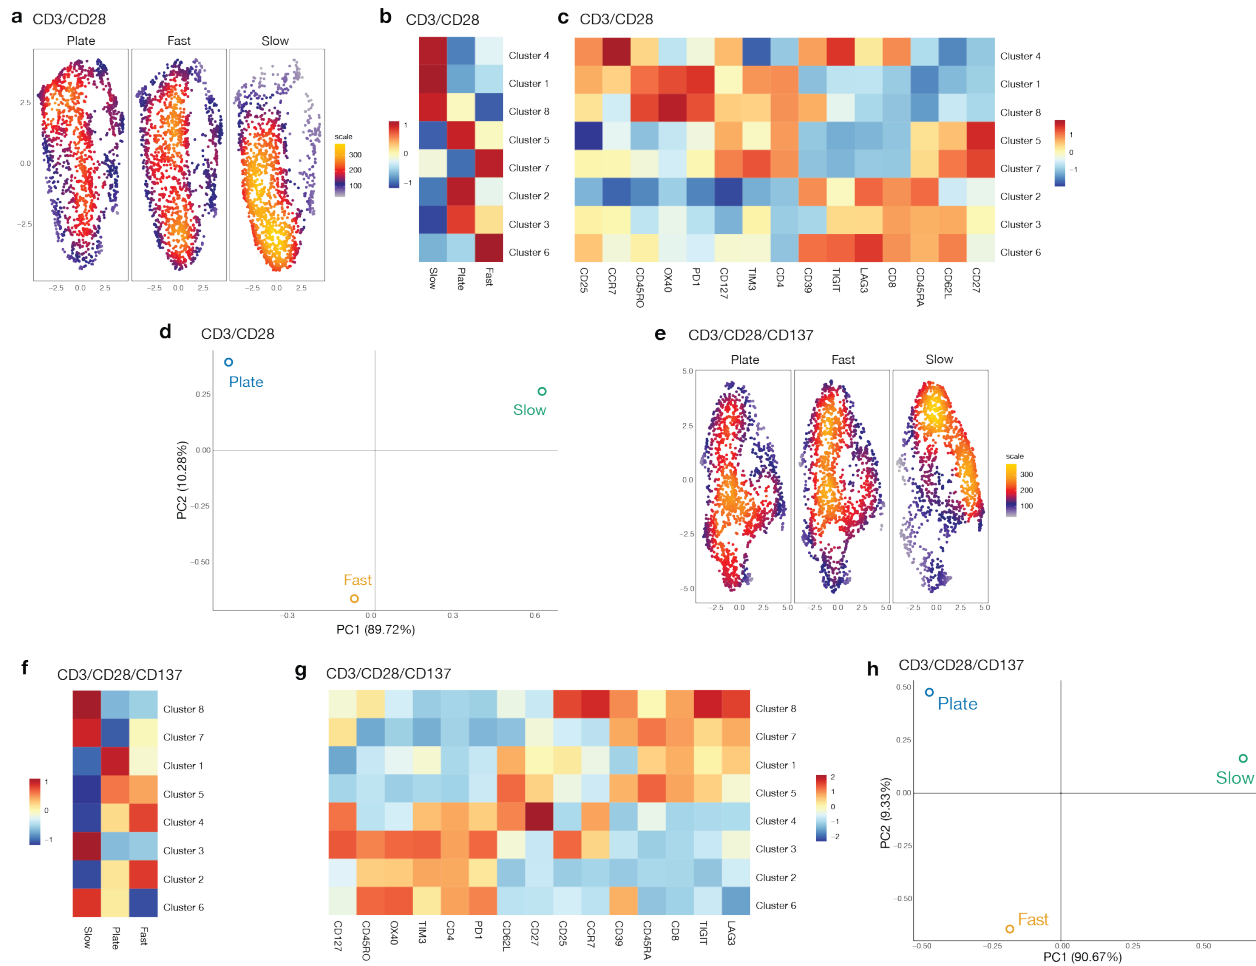 a CD3/CD28
Plate Fast Slow
2.5
0.0
−2.5
−2.5 0.0 2.5 −2.5 0.0 2.5 −2.5 0.0 2.5
scale
300
200
100
b CD3/CD28
Cluster 4
Cluster 1
Cluster 8
Cluster 5
Cluster 7
Cluster 2
Cluster 3
Cluster 6
1
0
−1
Slow Plate Fast
c CD3/CD28
Cluster 4
Cluster 1
Cluster 8
Cluster 5
Cluster 7
Cluster 2
Cluster 3
Cluster 6
1
0
−1
CD25 CCR7 CD45RO OX40 PD1 CD127 TIM3 CD4 CD39 TIGIT LAG3 CD8 CD45RA CD62L CD27
d CD3/CD28
Plate
Slow
Fast
0.25
0.00
−0.25
−0.50
PC2 (10.28%)
−0.3 0.0 0.3 0.6
PC1 (89.72%)
e CD3/CD28/CD137
Plate Fast Slow
5.0
2.5
0.0
−2.5
−5.0
−2.5 0.0 2.5 5.0 −2.5 0.0 2.5 5.0 −2.5 0.0 2.5 5.0
scale
300
200
100
f CD3/CD28/CD137
Cluster 8
Cluster 7
Cluster 1
Cluster 5
Cluster 4
Cluster 3
Cluster 2
Cluster 6
1
0
−1
Slow Plate Fast
g CD3/CD28/CD137
Cluster 8
Cluster 7
Cluster 1
Cluster 5
Cluster 4
Cluster 3
Cluster 2
Cluster 6
2
1
0
−1
−2
CD127 CD45RO OX40 TIM3 CD4 PD1 CD62L CD27 CD25 CCR7 CD39 CD45RA CD8 TIGIT LAG3
h CD3/CD28/CD137
Plate
Slow
Fast
0.50
0.25
0.00
−0.25
−0.50
PC2 (9.33%)
−0.50 −0.25 0.00 0.25 0.50
PC1 (90.67%)